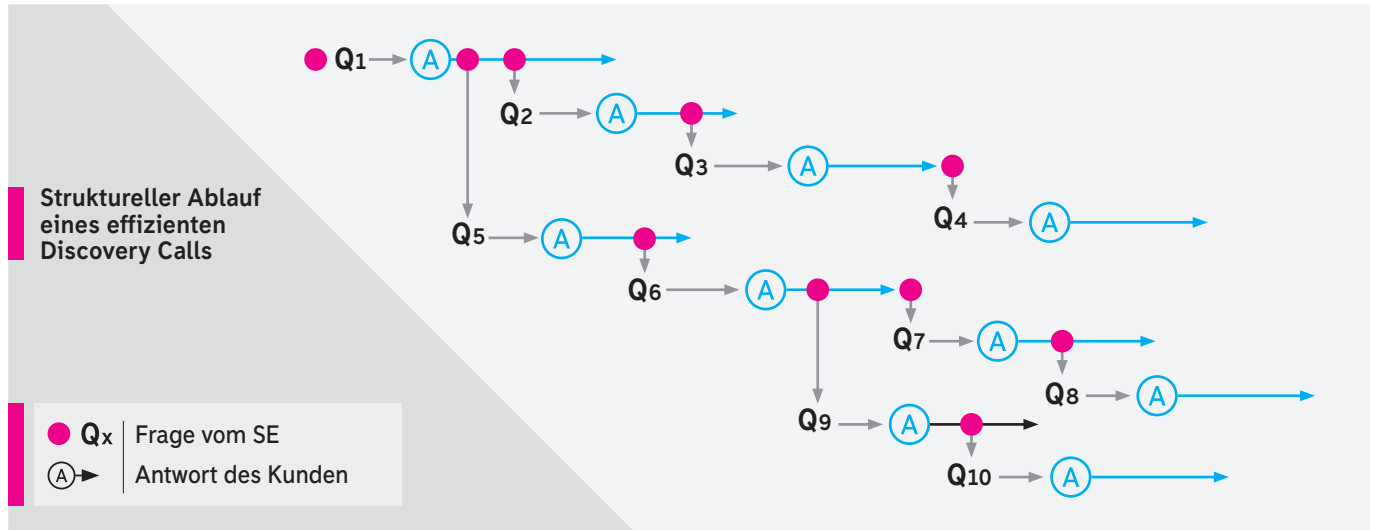 Q1 A
Q2 A
Q3 A
Struktureller Ablauf
eines effizienten
Discovery Calls
Q4 A
Q5 A
Q6 A
Q7 A
Q8 A
Q9 A
Q10 A
Qx Frage vom SE
A Antwort des Kunden